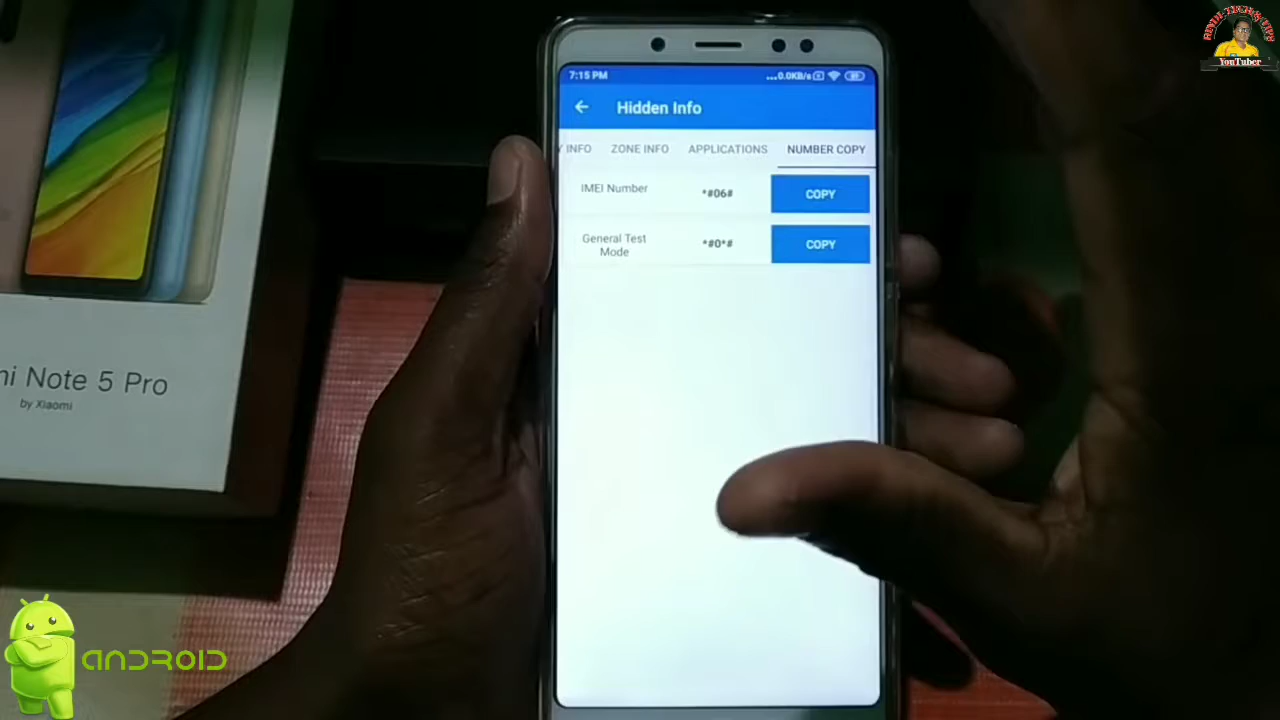 7:15 PM
...0.0KB/s
Hidden Info
Y INFO ZONE INFO APPLICATIONS NUMBER COPY
IMEI Number *#06# COPY
General Test
Mode *#0*# COPY
mi Note 5 Pro
by Xiaomi
ANDROID
YouTuber